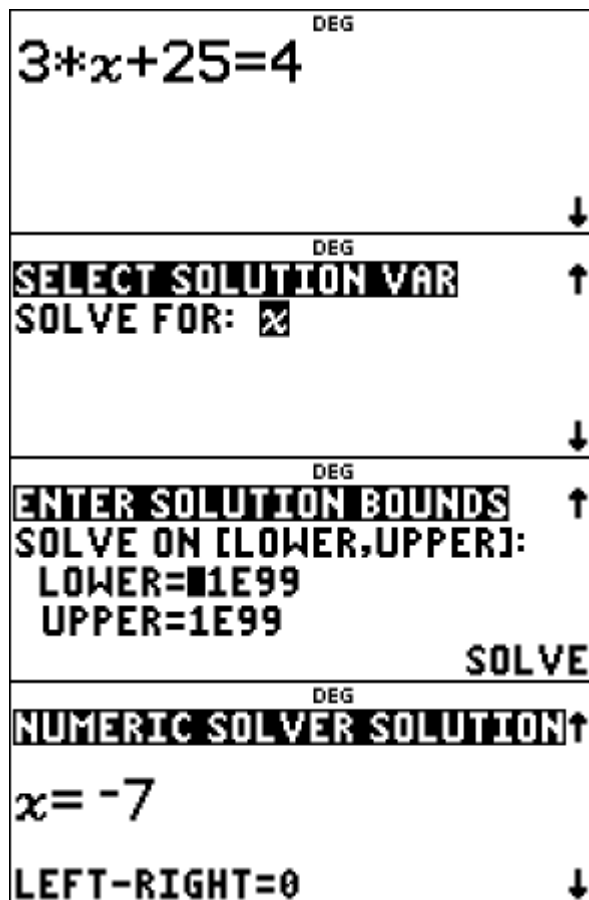 DEG
3*x+25=4
↓
DEG
SELECT SOLUTION VAR ↑
SOLVE FOR: x
↓
DEG
ENTER SOLUTION BOUNDS ↑
SOLVE ON [LOWER,UPPER]:
LOWER=█1E99
UPPER=1E99
SOLVE
DEG
NUMERIC SOLVER SOLUTION↑
x= -7
LEFT-RIGHT=0 ↓